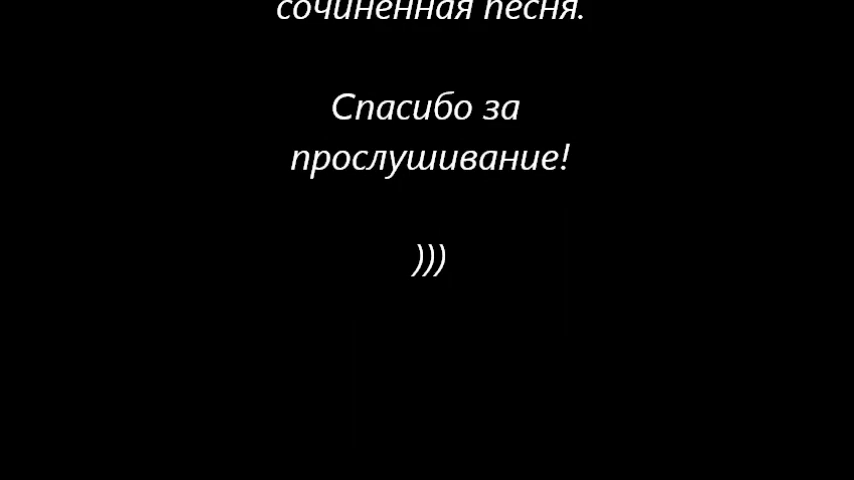 сочиненная песня.
Спасибо за
прослушивание!
)))